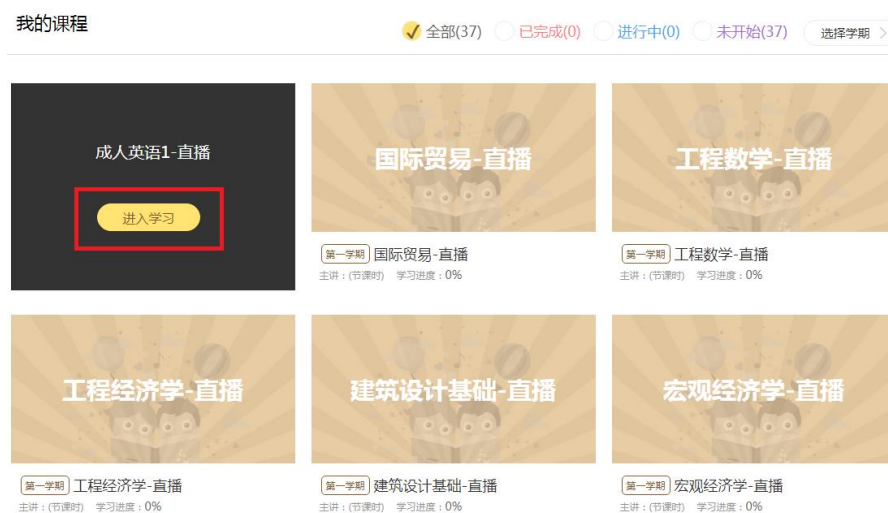 我的课程
全部(37) 已完成(0) 进行中(0) 未开始(37) 选择学期
成人英语1-直播
进入学习
国际贸易-直播
工程数学-直播
第一学期 国际贸易-直播
主讲：(节课时) 学习进度：0%
第一学期 工程数学-直播
主讲：(节课时) 学习进度：0%
工程经济学-直播
建筑设计基础-直播
宏观经济学-直播
第一学期 工程经济学-直播
主讲：(节课时) 学习进度：0%
第一学期 建筑设计基础-直播
主讲：(节课时) 学习进度：0%
第一学期 宏观经济学-直播
主讲：(节课时) 学习进度：0%